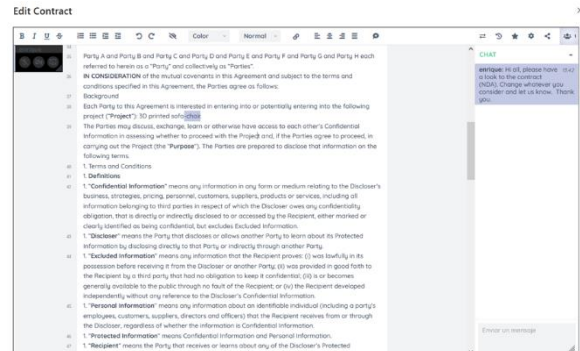 Edit Contract
B I U S
Color
Normal
Party A and Party B and Party C and Party D and Party E and Party F and Party G and Party H each
referred to herein as a "Party" and collectively as "Parties".
IN CONSIDERATION of the mutual covenants in this Agreement and subject to the terms and
conditions specified in this Agreement, the Parties agree as follows:
Background
Each Party to this Agreement is interested in entering into or potentially entering into the following
project ("Project"): 3D printed sofa-chair
The Parties may discuss, exchange, learn or otherwise have access to each other's Confidential
Information in assessing whether to proceed with the Project and, if the Parties agree to proceed, in
carrying out the Project (the "Purpose"). The Parties are prepared to disclose that information on the
following terms.
1. Terms and Conditions
1. Definitions
1. "Confidential Information" means any information in any form or medium relating to the Discloser's
business, strategies, pricing, personnel, customers, suppliers, products or services, including all
information belonging to third parties in respect of which the Discloser owes any confidentiality
obligation, that is directly or indirectly disclosed to or accessed by the Recipient, either marked or
clearly identified as being confidential, but excludes Excluded Information.
1. "Discloser" means the Party that discloses or allows another Party to learn about its Protected
Information by disclosing directly to that Party or indirectly through another Party.
1. "Excluded Information" means any information that the Recipient proves: (i) was lawfully in its
possession before receiving it from the Discloser or another Party; (ii) was provided in good faith to
the Recipient by a third party that had no obligation to keep it confidential; (iii) is or becomes
generally available to the public through no fault of the Recipient; or (iv) the Recipient developed
independently without any reference to the Discloser's Confidential Information.
1. "Personal Information" means any information about an identifiable individual (including a party's
employees, customers, suppliers, directors and officers) that the Recipient receives from or through
the Discloser, regardless of whether the information is Confidential Information.
1. "Protected Information" means Confidential Information and Personal Information.
1. "Recipient" means the Party that receives or learns about any of the Discloser's Protected
CHAT
enrique: Hi all, please have 11:42
a look to the contract
(NDA). Change whatever you
consider and let us know. Thank
you.
Enviar un mensaje